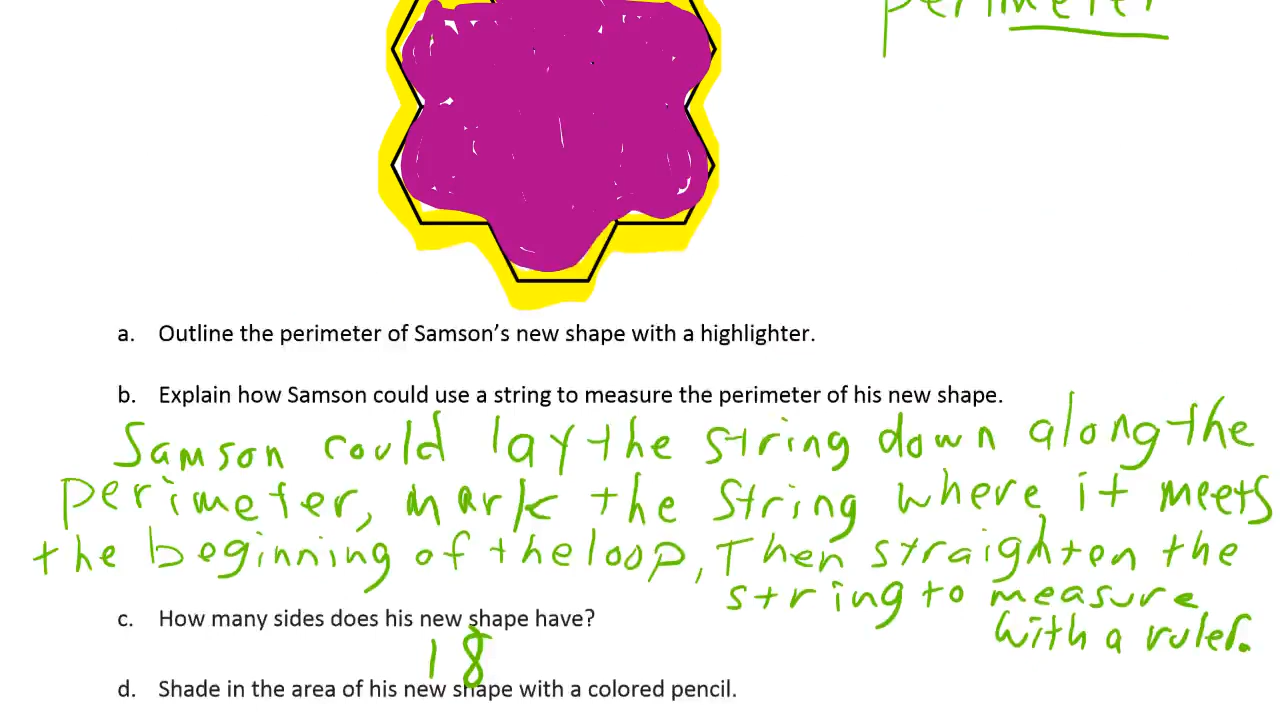 perimeter
a. Outline the perimeter of Samson's new shape with a highlighter.
b. Explain how Samson could use a string to measure the perimeter of his new shape.
Samson could lay the string down along the
perimeter, mark the string where it meets
the beginning of the loop, Then straighten the
string to measure
with a ruler.
c. How many sides does his new shape have?
18
d. Shade in the area of his new shape with a colored pencil.